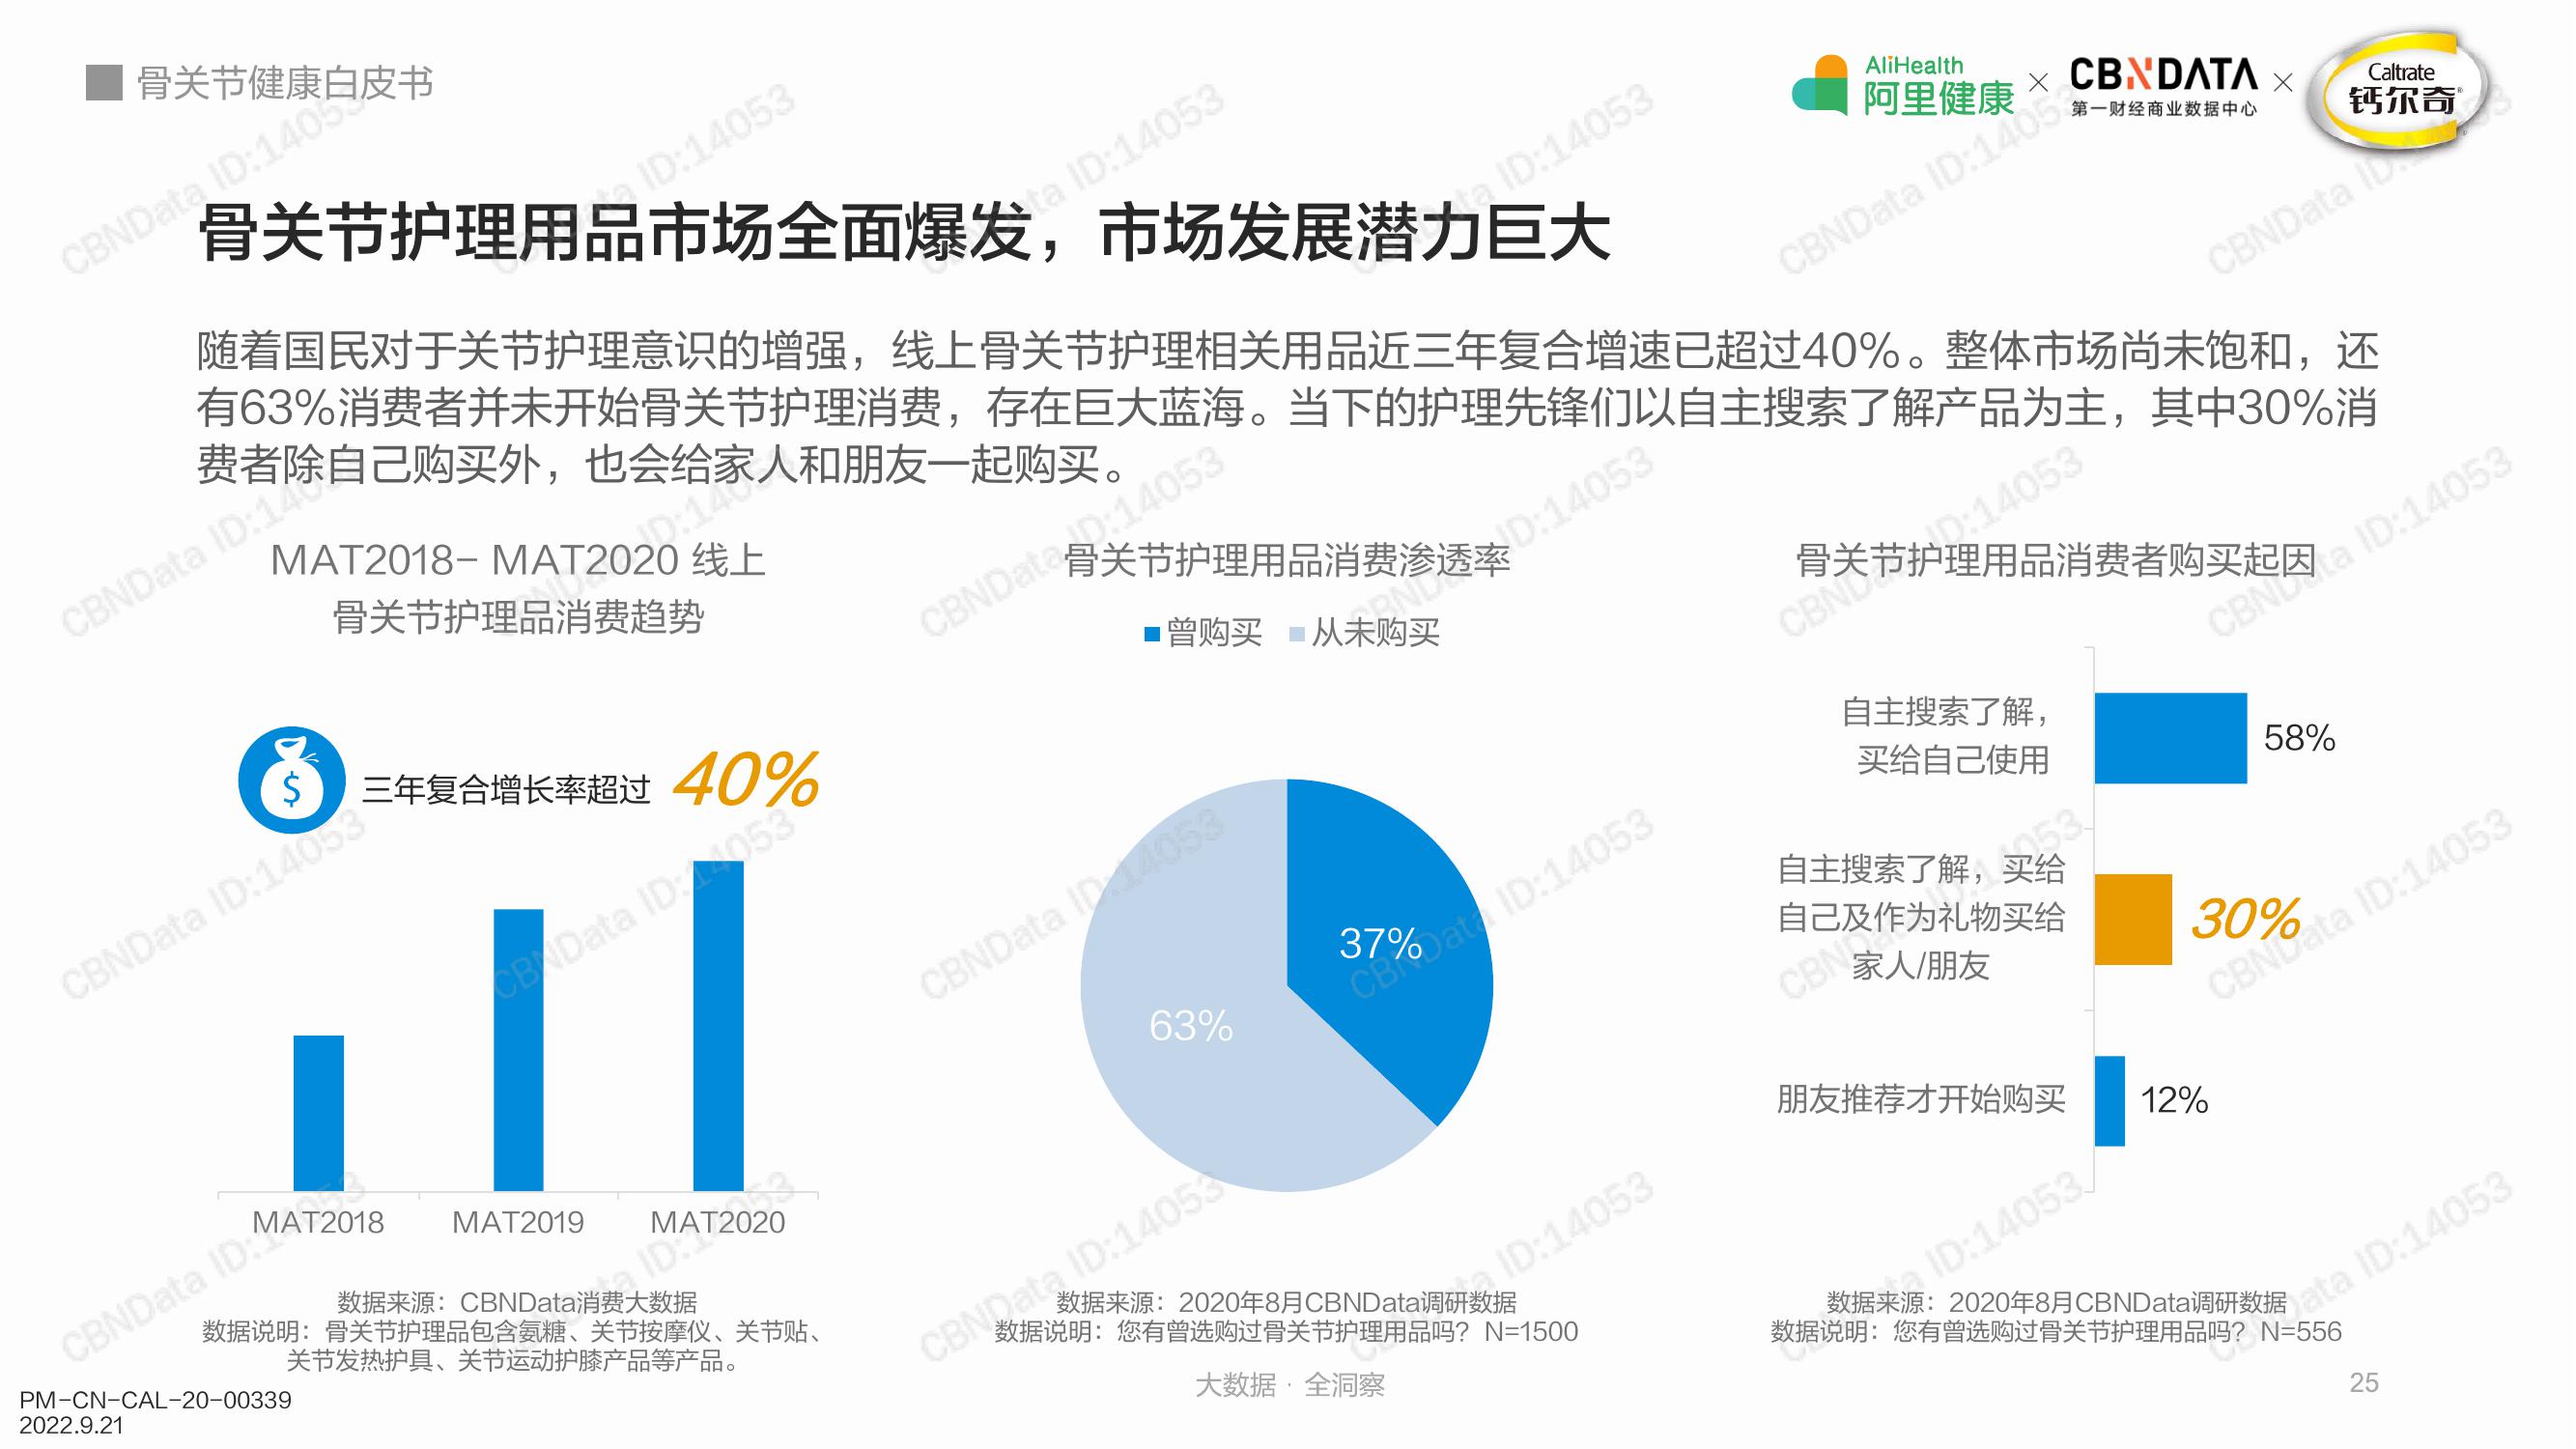 骨关节健康白皮书
AliHealth
阿里健康
×
CBNDATA
第一财经商业数据中心
×
Caltrate
钙尔奇®
骨关节护理用品市场全面爆发，市场发展潜力巨大
随着国民对于关节护理意识的增强，线上骨关节护理相关用品近三年复合增速已超过40%。整体市场尚未饱和，还
有63%消费者并未开始骨关节护理消费，存在巨大蓝海。当下的护理先锋们以自主搜索了解产品为主，其中30%消
费者除自己购买外，也会给家人和朋友一起购买。
MAT2018- MAT2020 线上
骨关节护理品消费趋势
$
三年复合增长率超过 40%
MAT2018 MAT2019 MAT2020
数据来源：CBNData消费大数据
数据说明：骨关节护理品包含氨糖、关节按摩仪、关节贴、
关节发热护具、关节运动护膝产品等产品。
骨关节护理用品消费渗透率
曾购买 从未购买
37%
63%
数据来源：2020年8月CBNData调研数据
数据说明：您有曾选购过骨关节护理用品吗？N=1500
骨关节护理用品消费者购买起因
自主搜索了解，
买给自己使用
58%
自主搜索了解，买给
自己及作为礼物买给
家人/朋友
30%
朋友推荐才开始购买
12%
数据来源：2020年8月CBNData调研数据
数据说明：您有曾选购过骨关节护理用品吗？N=556
大数据 · 全洞察
25
PM-CN-CAL-20-00339
2022.9.21
CBNData ID:14053